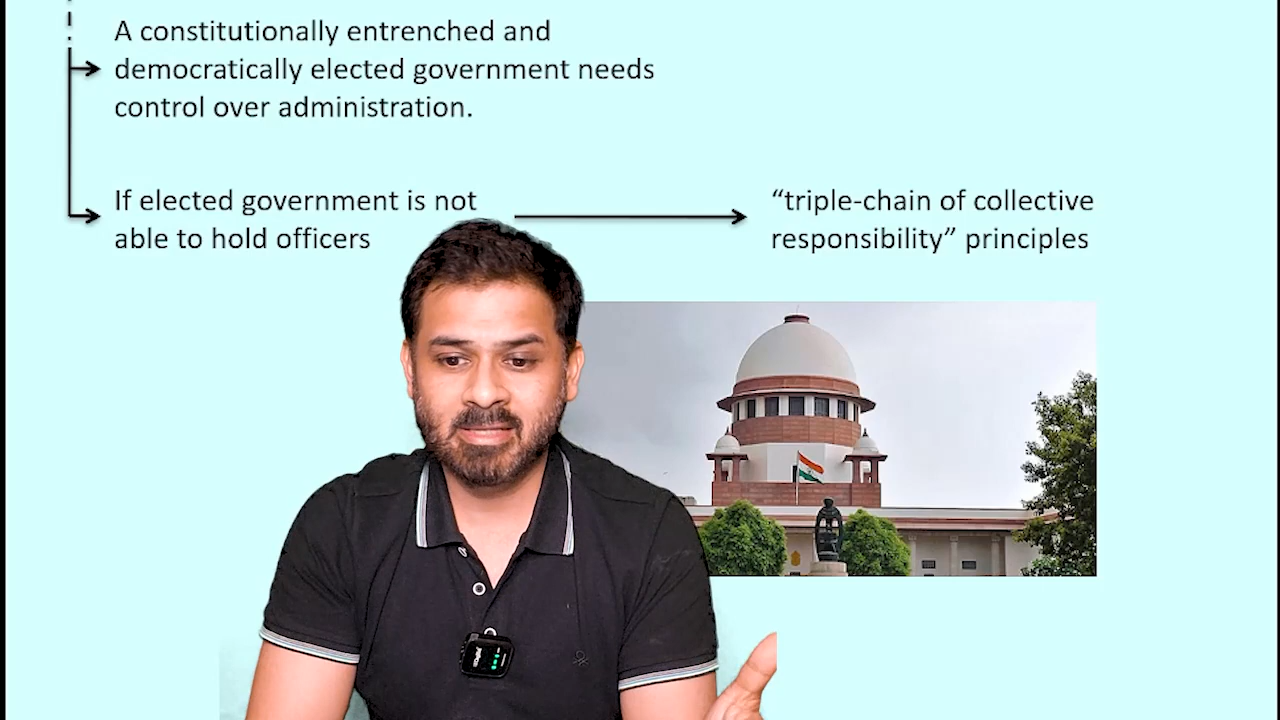 A constitutionally entrenched and
democratically elected government needs
control over administration.
If elected government is not
able to hold officers
“triple-chain of collective
responsibility” principles